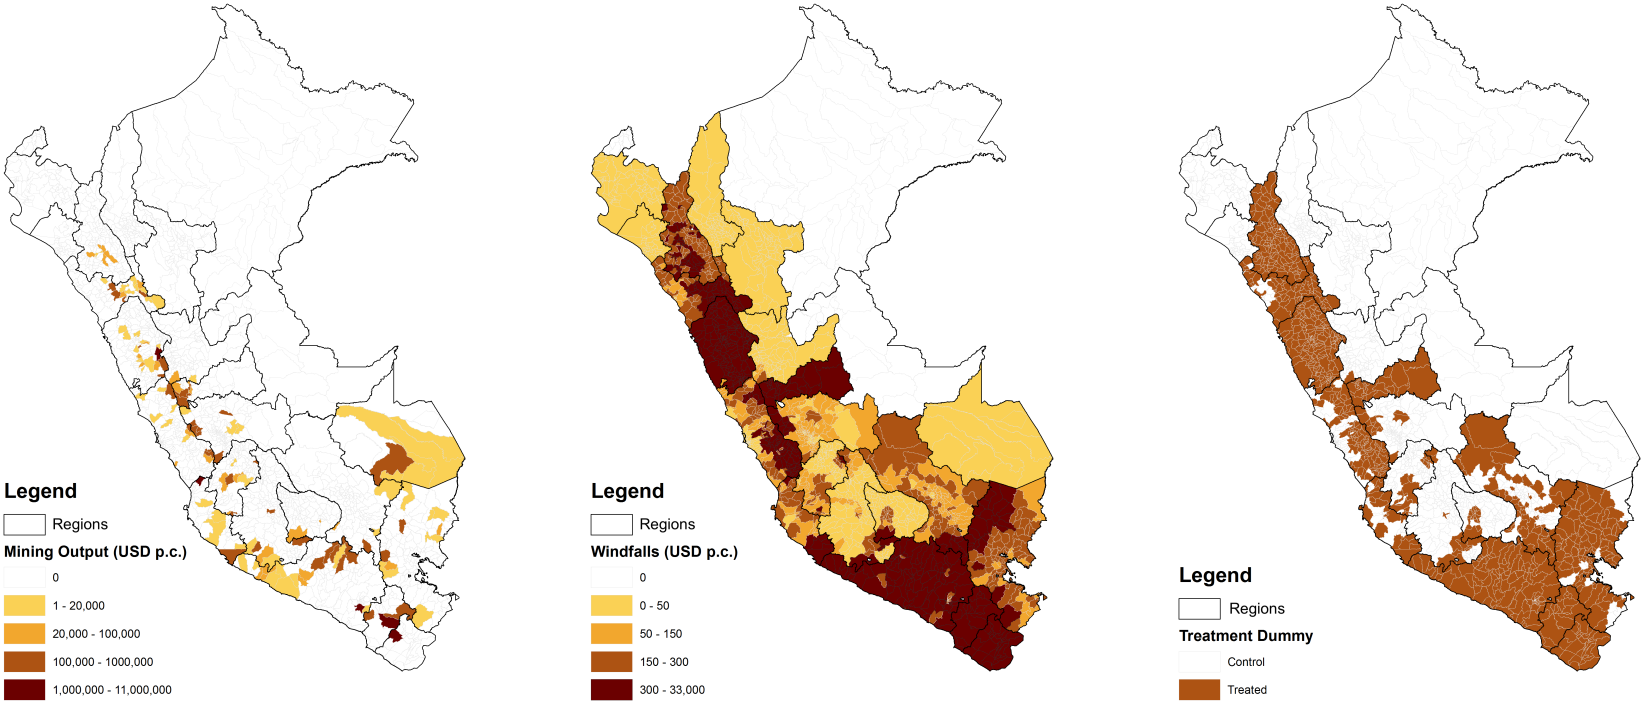 Legend
Regions
Mining Output (USD p.c.)
0
1 - 20,000
20,000 - 100,000
100,000 - 1000,000
1,000,000 - 11,000,000
Legend
Regions
Windfalls (USD p.c.)
0
0 - 50
50 - 150
150 - 300
300 - 33,000
Legend
Regions
Treatment Dummy
Control
Treated